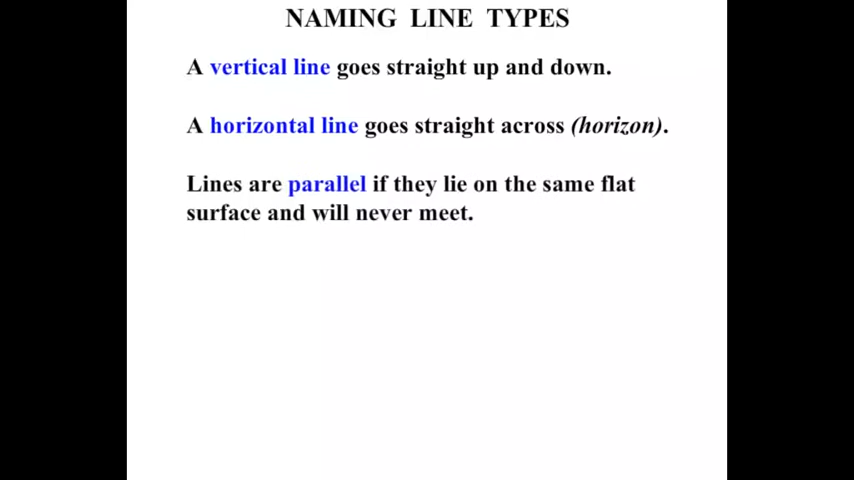 NAMING LINE TYPES
A vertical line goes straight up and down.
A horizontal line goes straight across (horizon).
Lines are parallel if they lie on the same flat
surface and will never meet.